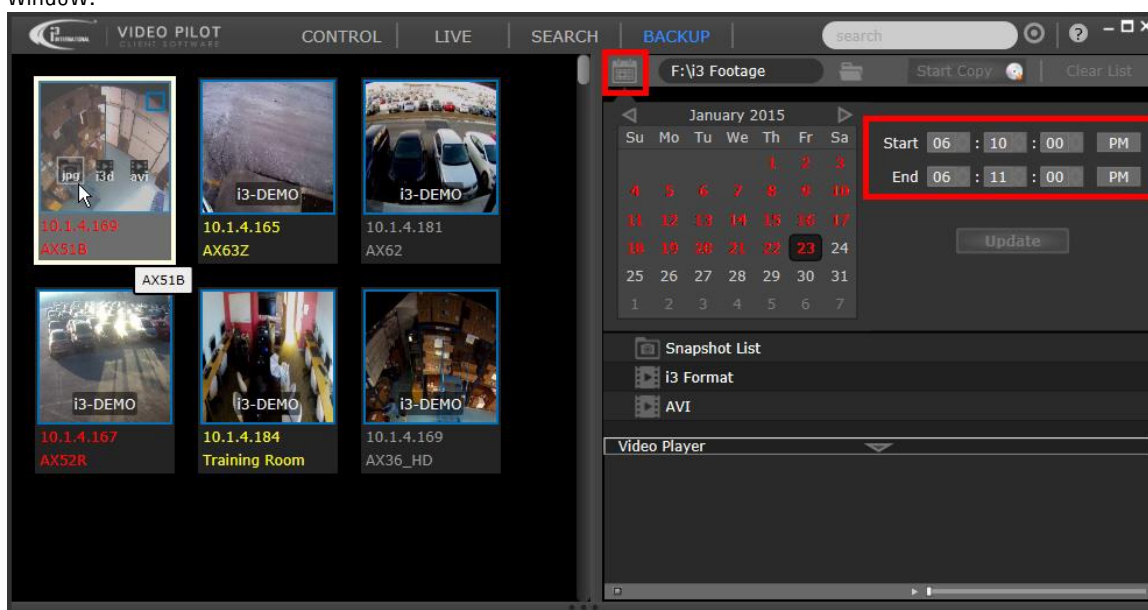 window.
i3 INTERNATIONAL
VIDEO PILOT
CLIENT SOFTWARE
CONTROL
LIVE
SEARCH
BACKUP
search
?
F:\i3 Footage
Start Copy
Clear List
January 2015
Su Mo Tu We Th Fr Sa
1 2 3
4 5 6 7 8 9 10
11 12 13 14 15 16 17
18 19 20 21 22 23 24
25 26 27 28 29 30 31
1 2 3 4 5 6 7
Start 06 : 10 : 00 PM
End 06 : 11 : 00 PM
Update
jpg i3d avi
10.1.4.169
AX51B
AX51B
i3-DEMO
10.1.4.165
AX63Z
i3-DEMO
10.1.4.181
AX62
i3-DEMO
10.1.4.167
AX52R
i3-DEMO
10.1.4.184
Training Room
i3-DEMO
10.1.4.169
AX36_HD
Snapshot List
i3 Format
AVI
Video Player